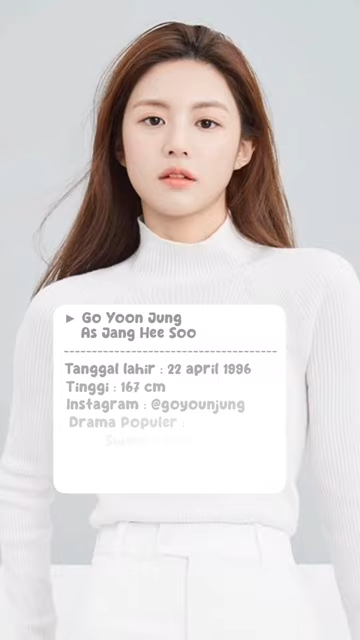 ► Go Yoon Jung
As Jang Hee Soo
Tanggal lahir : 22 april 1996
Tinggi : 167 cm
Instagram : @goyounjung
Drama Populer :